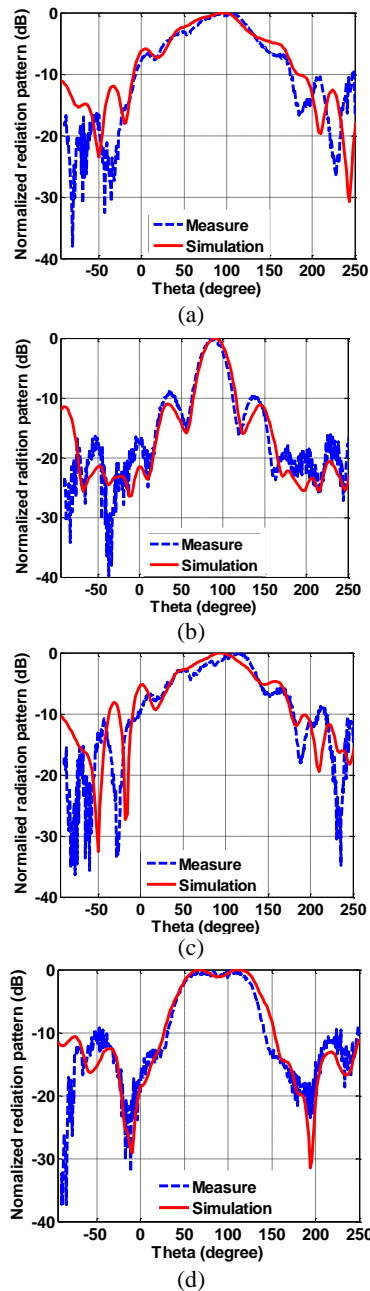 Normalized rediation pattern (dB)
0
-10
-20
-30
-40
Measure
Simulation
-50 0 50 100 150 200 250
Theta (degree)
(a)
Normalized radition pattern (dB)
0
-10
-20
-30
-40
Measure
Simulation
-50 0 50 100 150 200 250
Theta (degree)
(b)
Normalied radiation pattern (dB)
0
-10
-20
-30
-40
Measure
Simulation
-50 0 50 100 150 200 250
Theta (degree)
(c)
Normalized rediation pattern (dB)
0
-10
-20
-30
-40
Measure
Simulation
-50 0 50 100 150 200 250
Theta (degree)
(d)